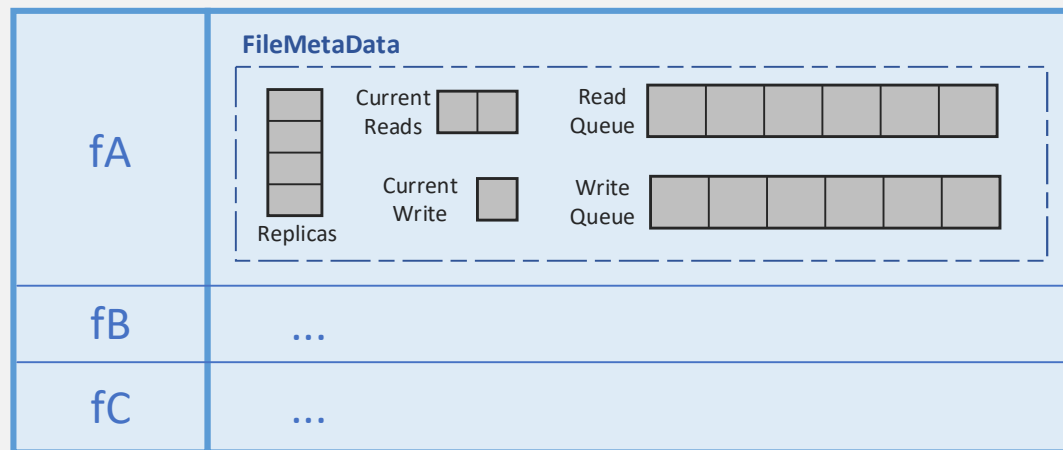 fA
FileMetaData
Replicas
Current
Reads
Read
Queue
Current
Write
Write
Queue
fB
...
fC
...